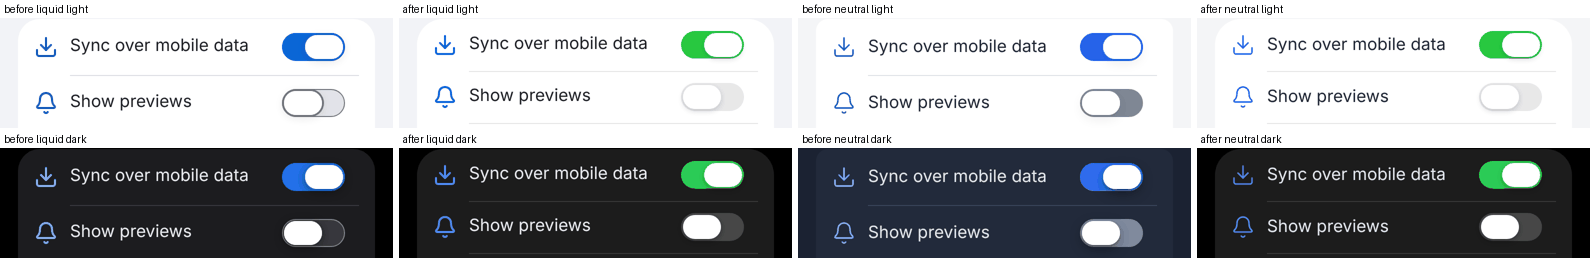 before liquid light
Sync over mobile data
Show previews
after liquid light
Sync over mobile data
Show previews
before neutral light
Sync over mobile data
Show previews
after neutral light
Sync over mobile data
Show previews
before liquid dark
Sync over mobile data
Show previews
after liquid dark
Sync over mobile data
Show previews
before neutral dark
Sync over mobile data
Show previews
after neutral dark
Sync over mobile data
Show previews